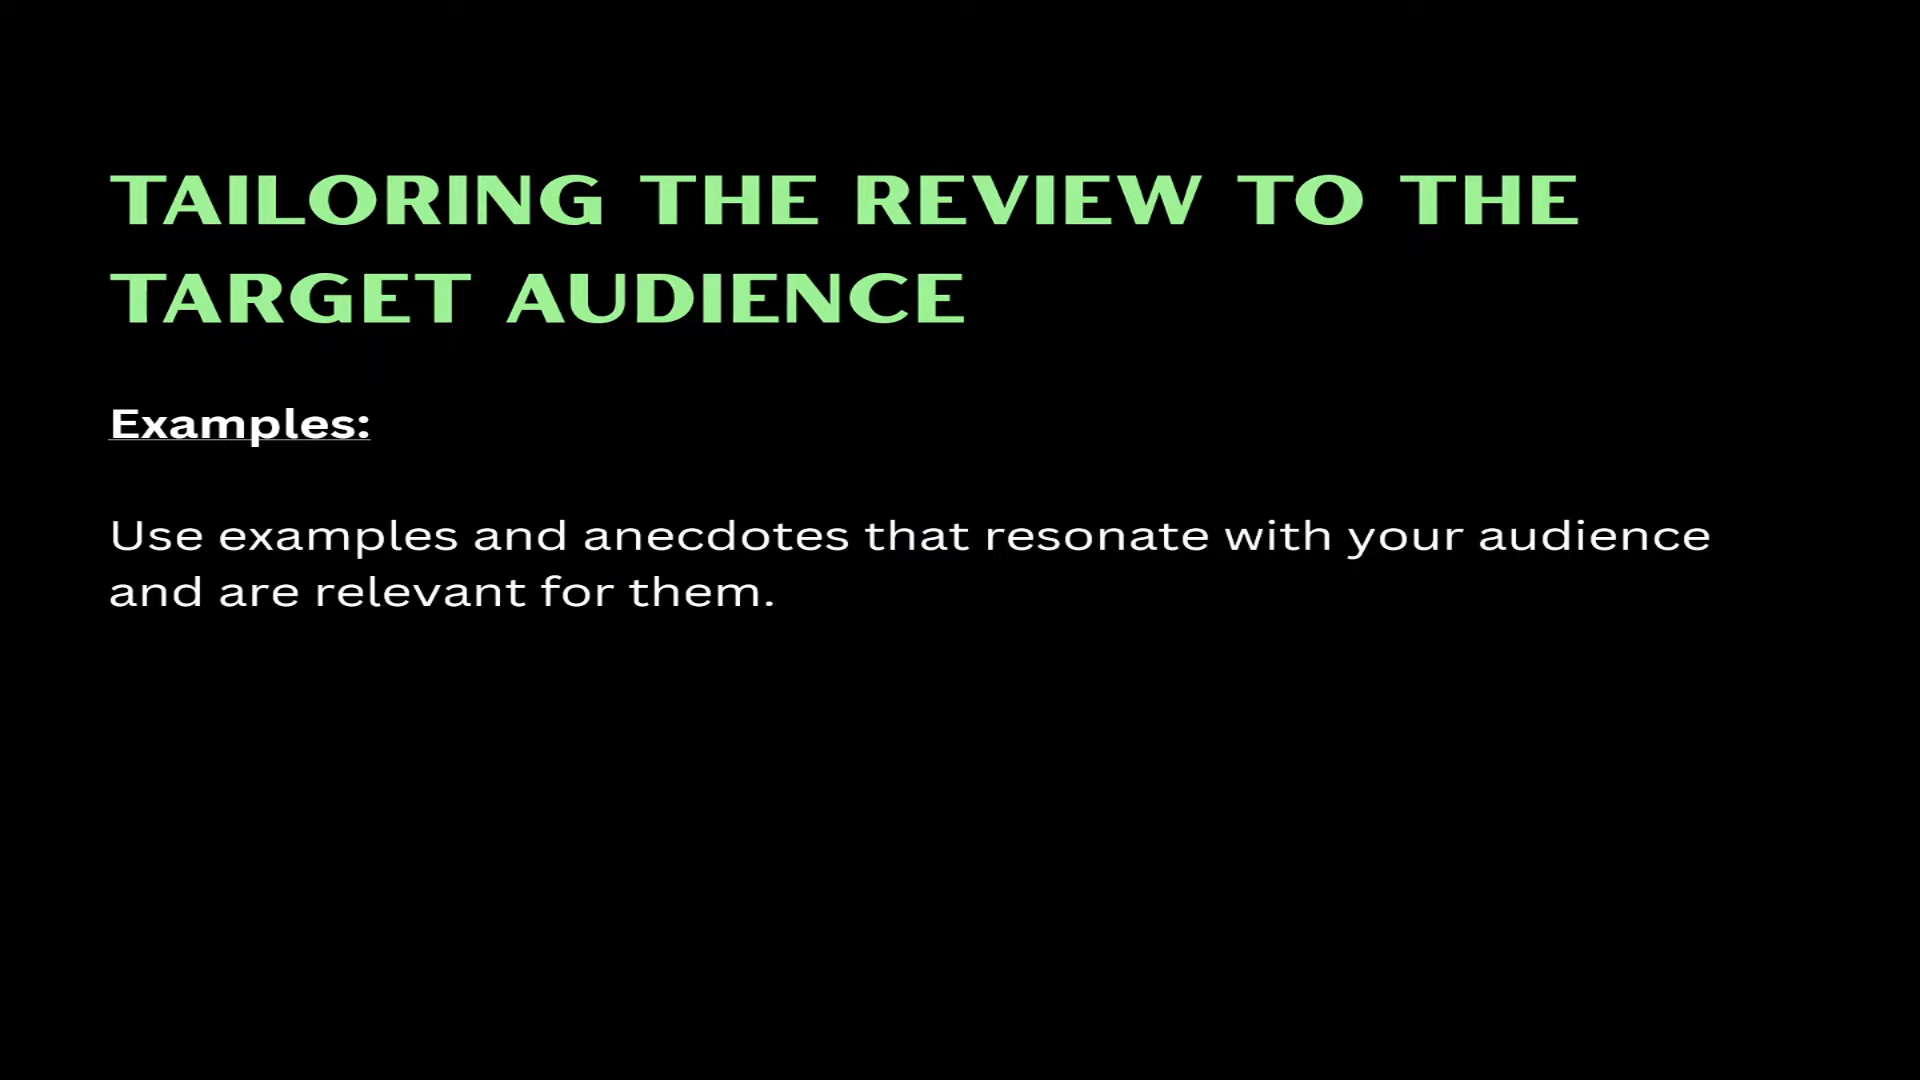 TAILORING THE REVIEW TO THE
TARGET AUDIENCE
Examples:
Use examples and anecdotes that resonate with your audience
and are relevant for them.